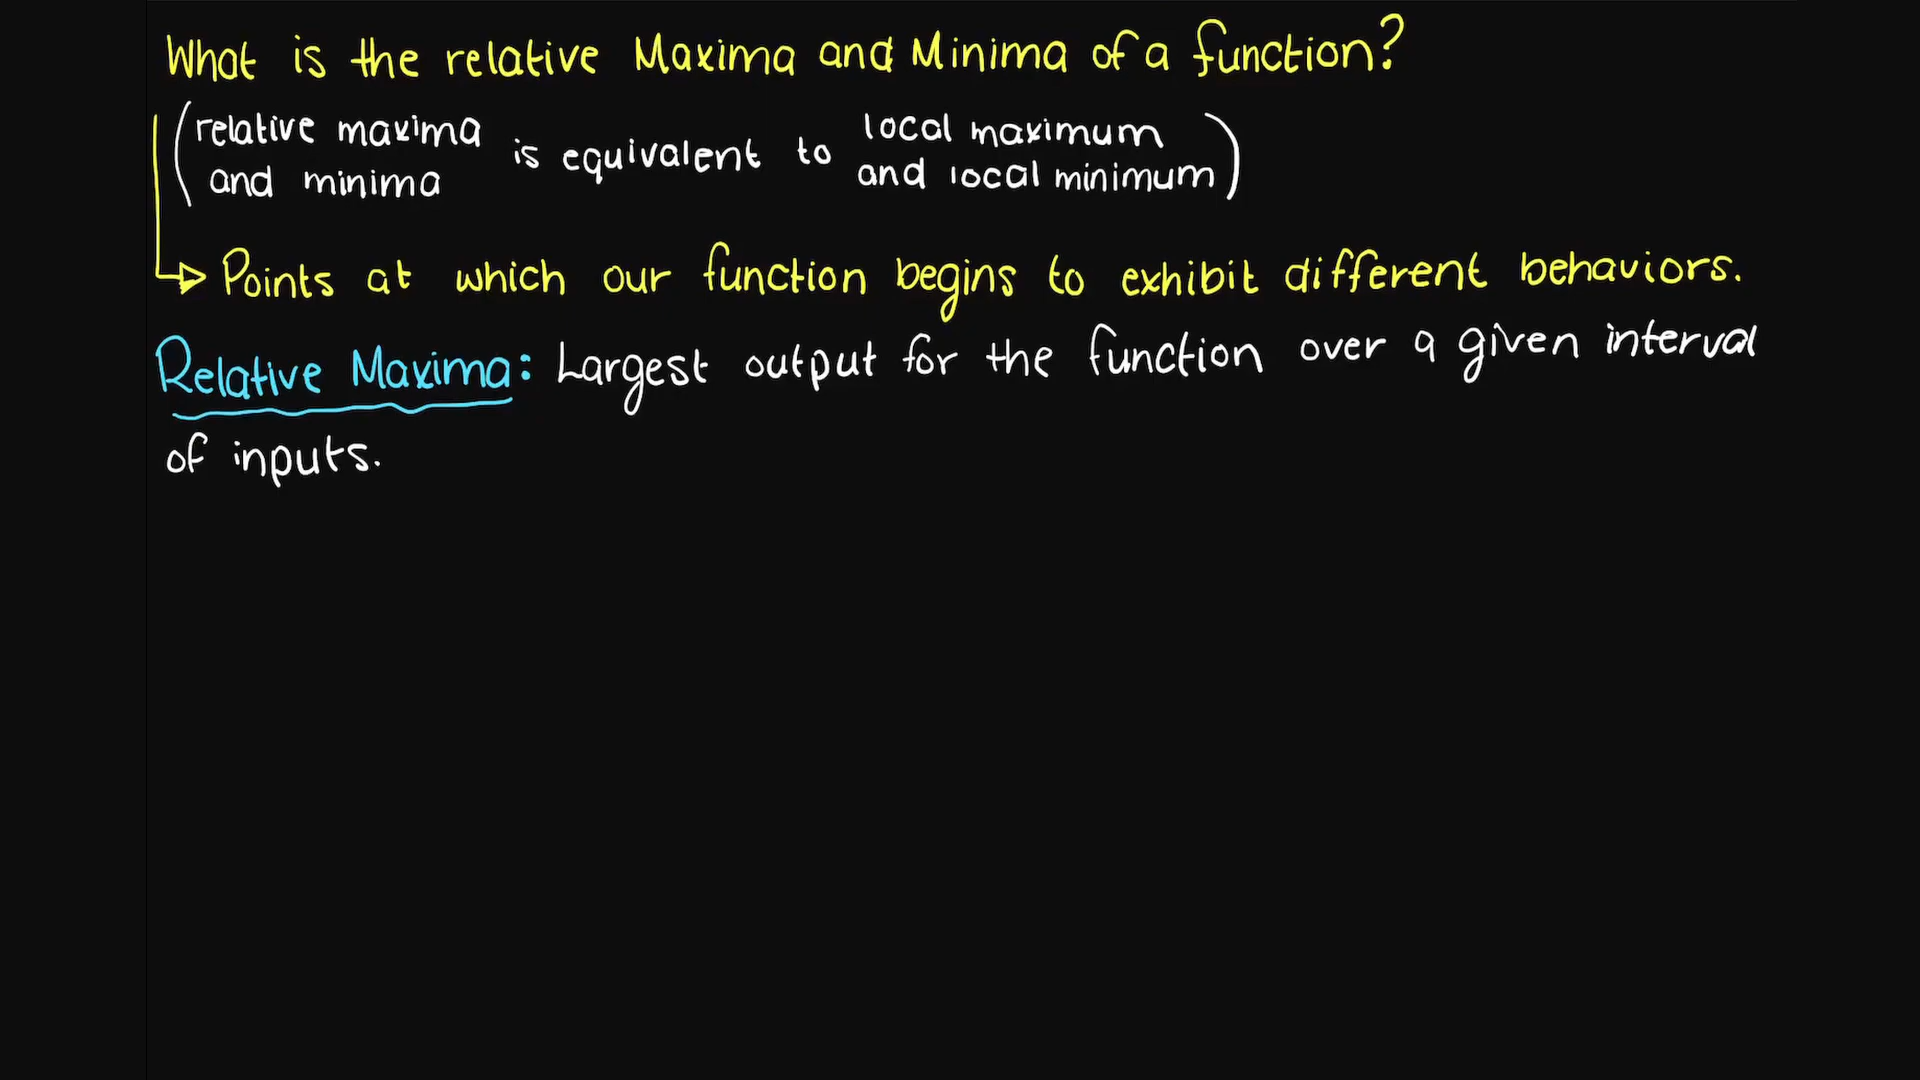 What is the relative Maxima and Minima of a function?
(relative maxima and minima is equivalent to local maximum and local minimum)
Points at which our function begins to exhibit different behaviors.
Relative Maxima: Largest output for the function over a given interval
of inputs.